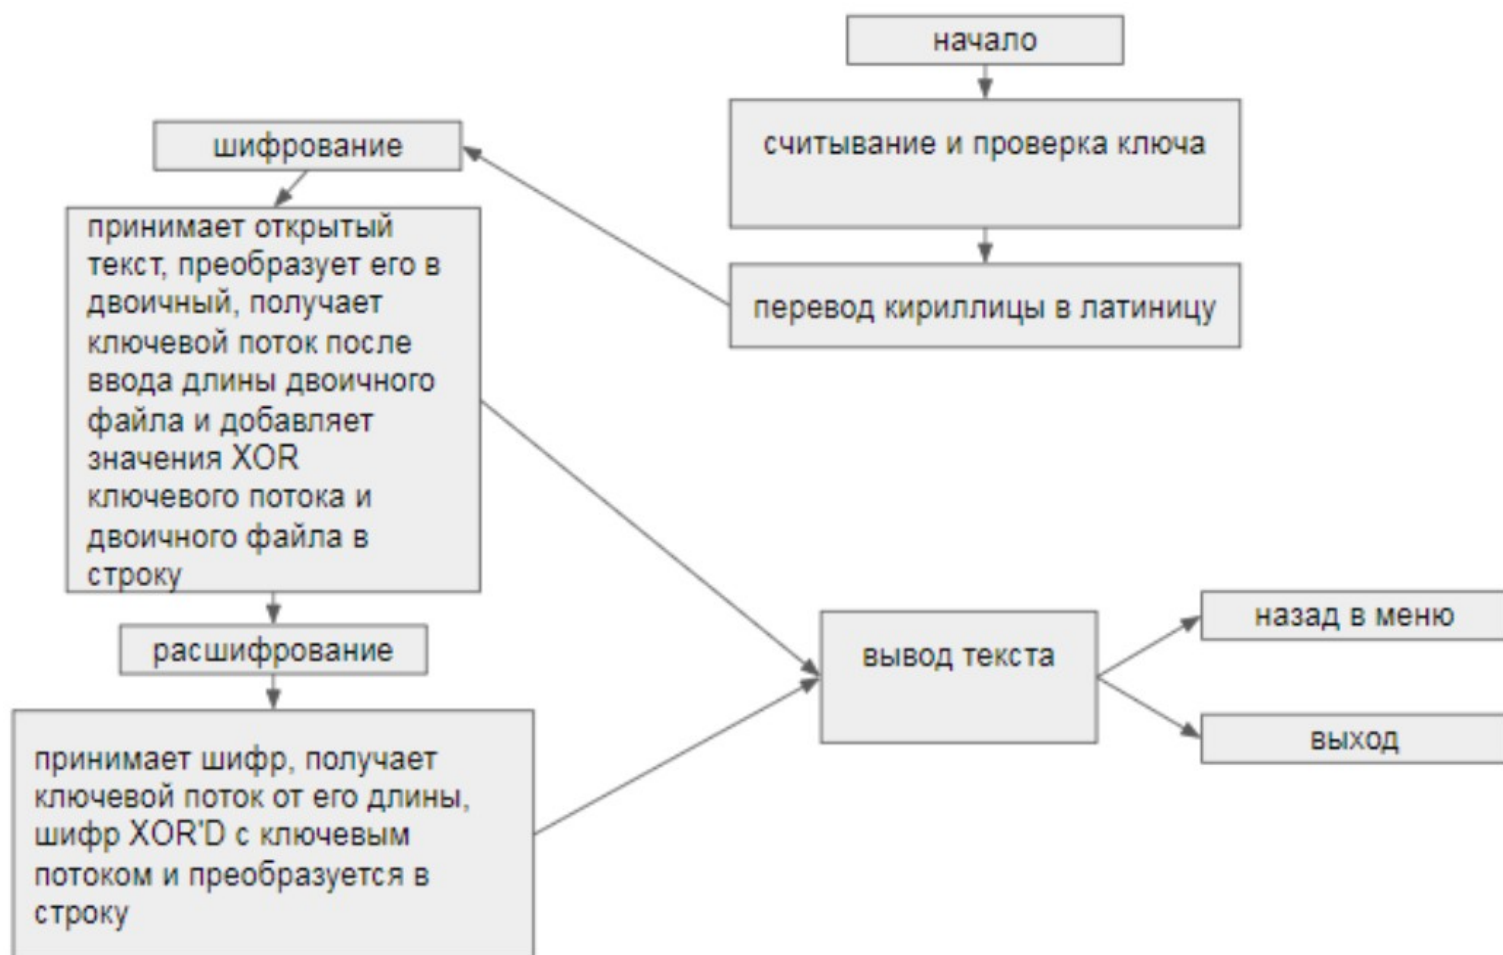 начало
считывание и проверка ключа
перевод кириллицы в латиницу
шифрование
принимает открытый
текст, преобразует его в
двоичный, получает
ключевой поток после
ввода длины двоичного
файла и добавляет
значения XOR
ключевого потока и
двоичного файла в
строку
расшифрование
принимает шифр, получает
ключевой поток от его длины,
шифр XOR'D с ключевым
потоком и преобразуется в
строку
вывод текста
назад в меню
выход